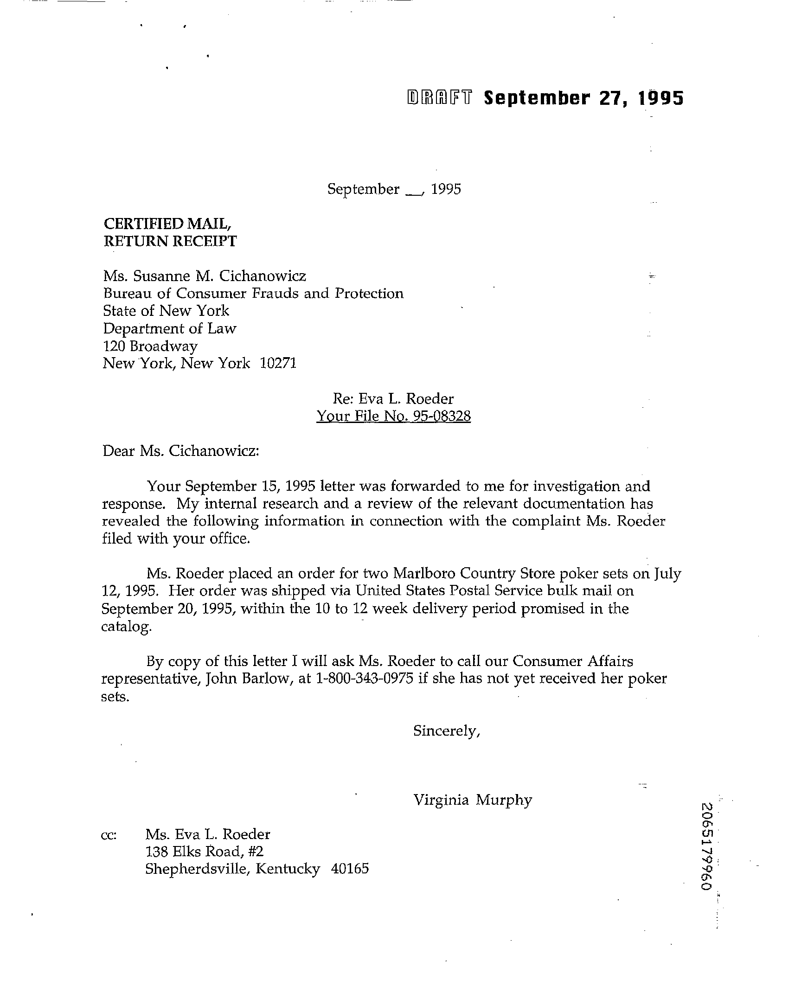 DRAFT September 27, 1995
September __, 1995
CERTIFIED MAIL,
RETURN RECEIPT
Ms. Susanne M. Cichanowicz
Bureau of Consumer Frauds and Protection
State of New York
Department of Law
120 Broadway
New York, New York 10271
Re: Eva L. Roeder
Your File No. 95-08328
Dear Ms. Cichanowicz:
Your September 15, 1995 letter was forwarded to me for investigation and
response. My internal research and a review of the relevant documentation has
revealed the following information in connection with the complaint Ms. Roeder
filed with your office.
Ms. Roeder placed an order for two Marlboro Country Store poker sets on July
12, 1995. Her order was shipped via United States Postal Service bulk mail on
September 20, 1995, within the 10 to 12 week delivery period promised in the
catalog.
By copy of this letter I will ask Ms. Roeder to call our Consumer Affairs
representative, John Barlow, at 1-800-343-0975 if she has not yet received her poker
sets.
Sincerely,
Virginia Murphy
cc: Ms. Eva L. Roeder
138 Elks Road, #2
Shepherdsville, Kentucky 40165
2065179960